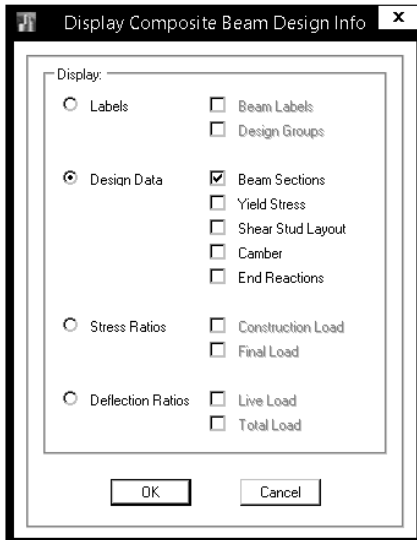 Display Composite Beam Design Info x
Display:
Labels Beam Labels
Design Groups
Design Data Beam Sections
Yield Stress
Shear Stud Layout
Camber
End Reactions
Stress Ratios Construction Load
Final Load
Deflection Ratios Live Load
Total Load
OK Cancel